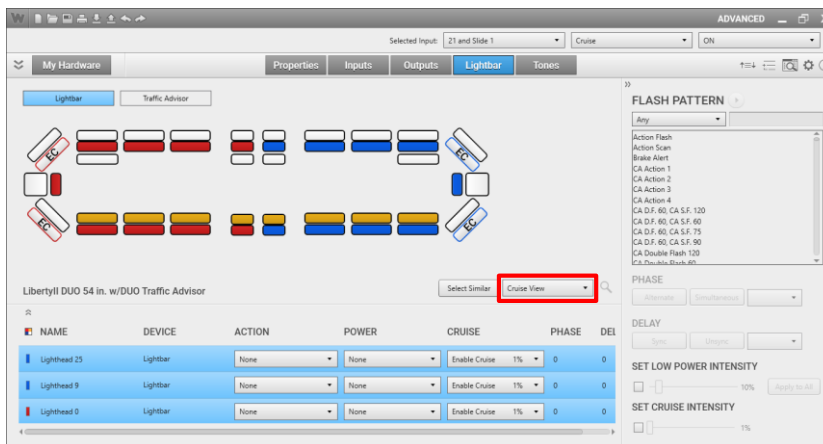 W ADVANCED
Selected Input: 21 and Slide 1 Cruise ON
My Hardware Properties Inputs Outputs Lightbar Tones
Lightbar Traffic Advisor
EC EC
EC EC
LibertyII DUO 54 in. w/DUO Traffic Advisor Select Similar Cruise View
NAME DEVICE ACTION POWER CRUISE PHASE DEL
Lighthead 25 Lightbar None None Enable Cruise 1% 0 0
Lighthead 9 Lightbar None None Enable Cruise 1% 0 0
Lighthead 0 Lightbar None None Enable Cruise 1% 0 0
FLASH PATTERN
Any
Action Flash
Action Scan
Brake Alert
CA Action 1
CA Action 2
CA Action 3
CA Action 4
CA D.F. 60, CA S.F. 120
CA D.F. 60, CA S.F. 60
CA D.F. 60, CA S.F. 75
CA D.F. 60, CA S.F. 90
CA Double Flash 120
CA Double Flash 60
PHASE
Alternate Simultaneous
DELAY
Sync Unsync
SET LOW POWER INTENSITY
10% Apply to All
SET CRUISE INTENSITY
1%